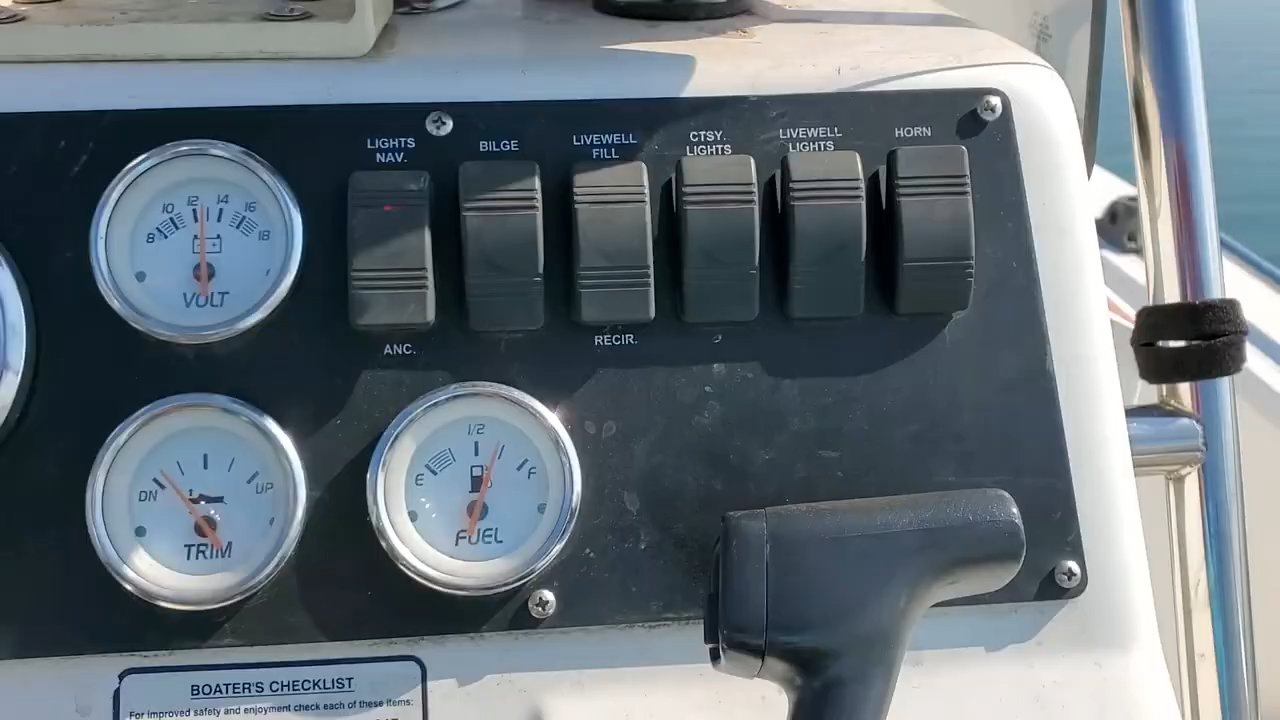 LIGHTS
NAV.
BILGE
LIVEWELL
FILL
CTSY.
LIGHTS
LIVEWELL
LIGHTS
HORN
ANC.
RECIR.
8 10 12 14 16 18
VOLT
DN UP
TRIM
E 1/2 F
FUEL
BOATER'S CHECKLIST
For improved safety and enjoyment check each of these items: